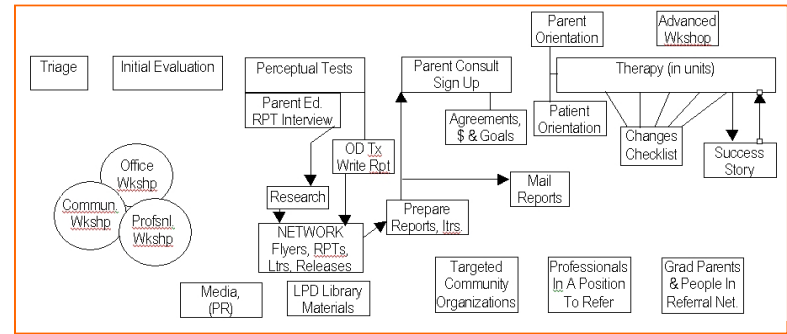 Triage
Initial Evaluation
Perceptual Tests
Parent Ed.
RPT Interview
OD Tx
Write Rpt
Research
NETWORK
Flyers, RPTs,
Ltrs, Releases
Parent Consult
Sign Up
Agreements,
$ & Goals
Mail
Reports
Prepare
Reports, ltrs.
Parent
Orientation
Advanced
Wkshop
Therapy (in units)
Patient
Orientation
Changes
Checklist
Success
Story
Office
Wkshp
Commun.
Wkshp
Profsnl.
Wkshp
Media,
(PR)
LPD Library
Materials
Targeted
Community
Organizations
Professionals
In A Position
To Refer
Grad Parents
& People In
Referral Net.